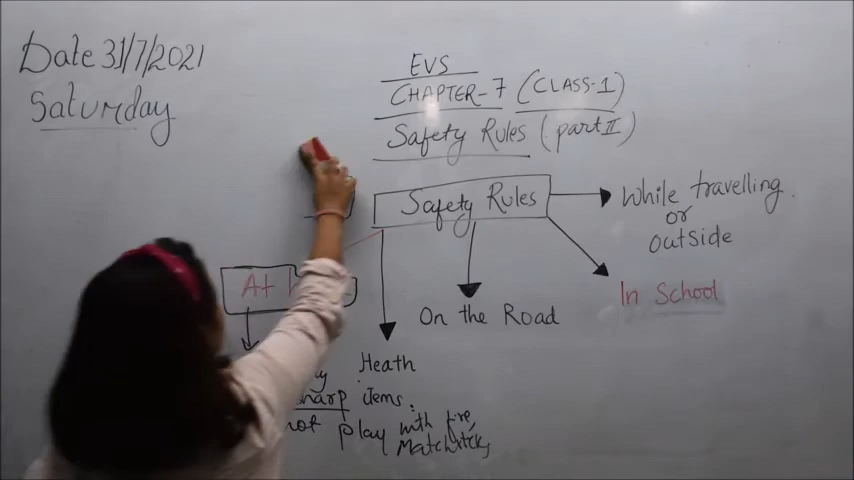 Date 31/7/2021
Saturday
EVS
CHAPTER-7 (CLASS-1)
Safety Rules (part II)
Safety Rules
While travelling
or
outside
At
In School
On the Road
Heath
sharp items.
not play with fire,
Matchsticks